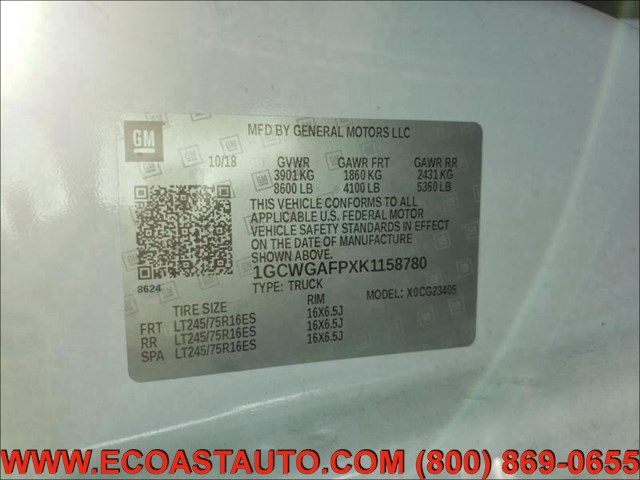 GM
MFD BY GENERAL MOTORS LLC
10/18 GVWR GAWR FRT GAWR RR
3901 KG 1860 KG 2431 KG
8600 LB 4100 LB 5360 LB
THIS VEHICLE CONFORMS TO ALL
APPLICABLE U.S. FEDERAL MOTOR
VEHICLE SAFETY STANDARDS IN EFFECT
ON THE DATE OF MANUFACTURE
SHOWN ABOVE.
1GCWGAFPXK1158780
8624
TYPE: TRUCK MODEL: X0CG23405
TIRE SIZE RIM
FRT LT245/75R16ES 16X6.5J
RR LT245/75R16ES 16X6.5J
SPA LT245/75R16ES 16X6.5J
WWW.ECOASTAUTO.COM (800) 869-0655